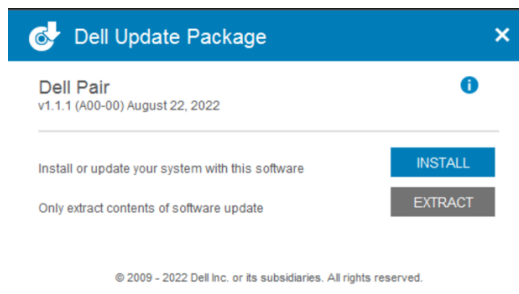 Dell Update Package
Dell Pair
v1.1.1 (A00-00) August 22, 2022
Install or update your system with this software
INSTALL
Only extract contents of software update
EXTRACT
© 2009 - 2022 Dell Inc. or its subsidiaries. All rights reserved.